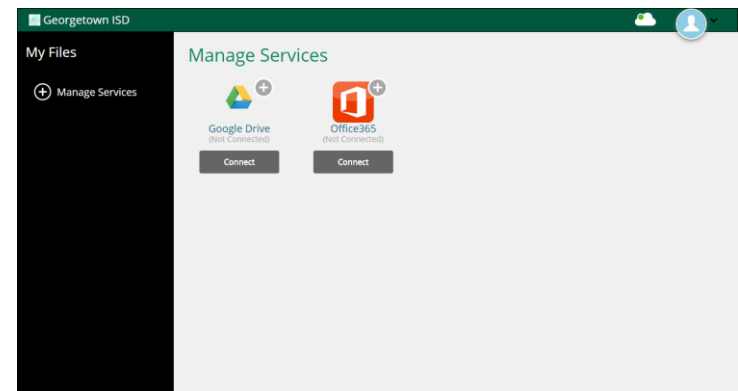 Georgetown ISD
My Files
Manage Services
Manage Services
Google Drive
(Not Connected)
Connect
Office365
(Not Connected)
Connect